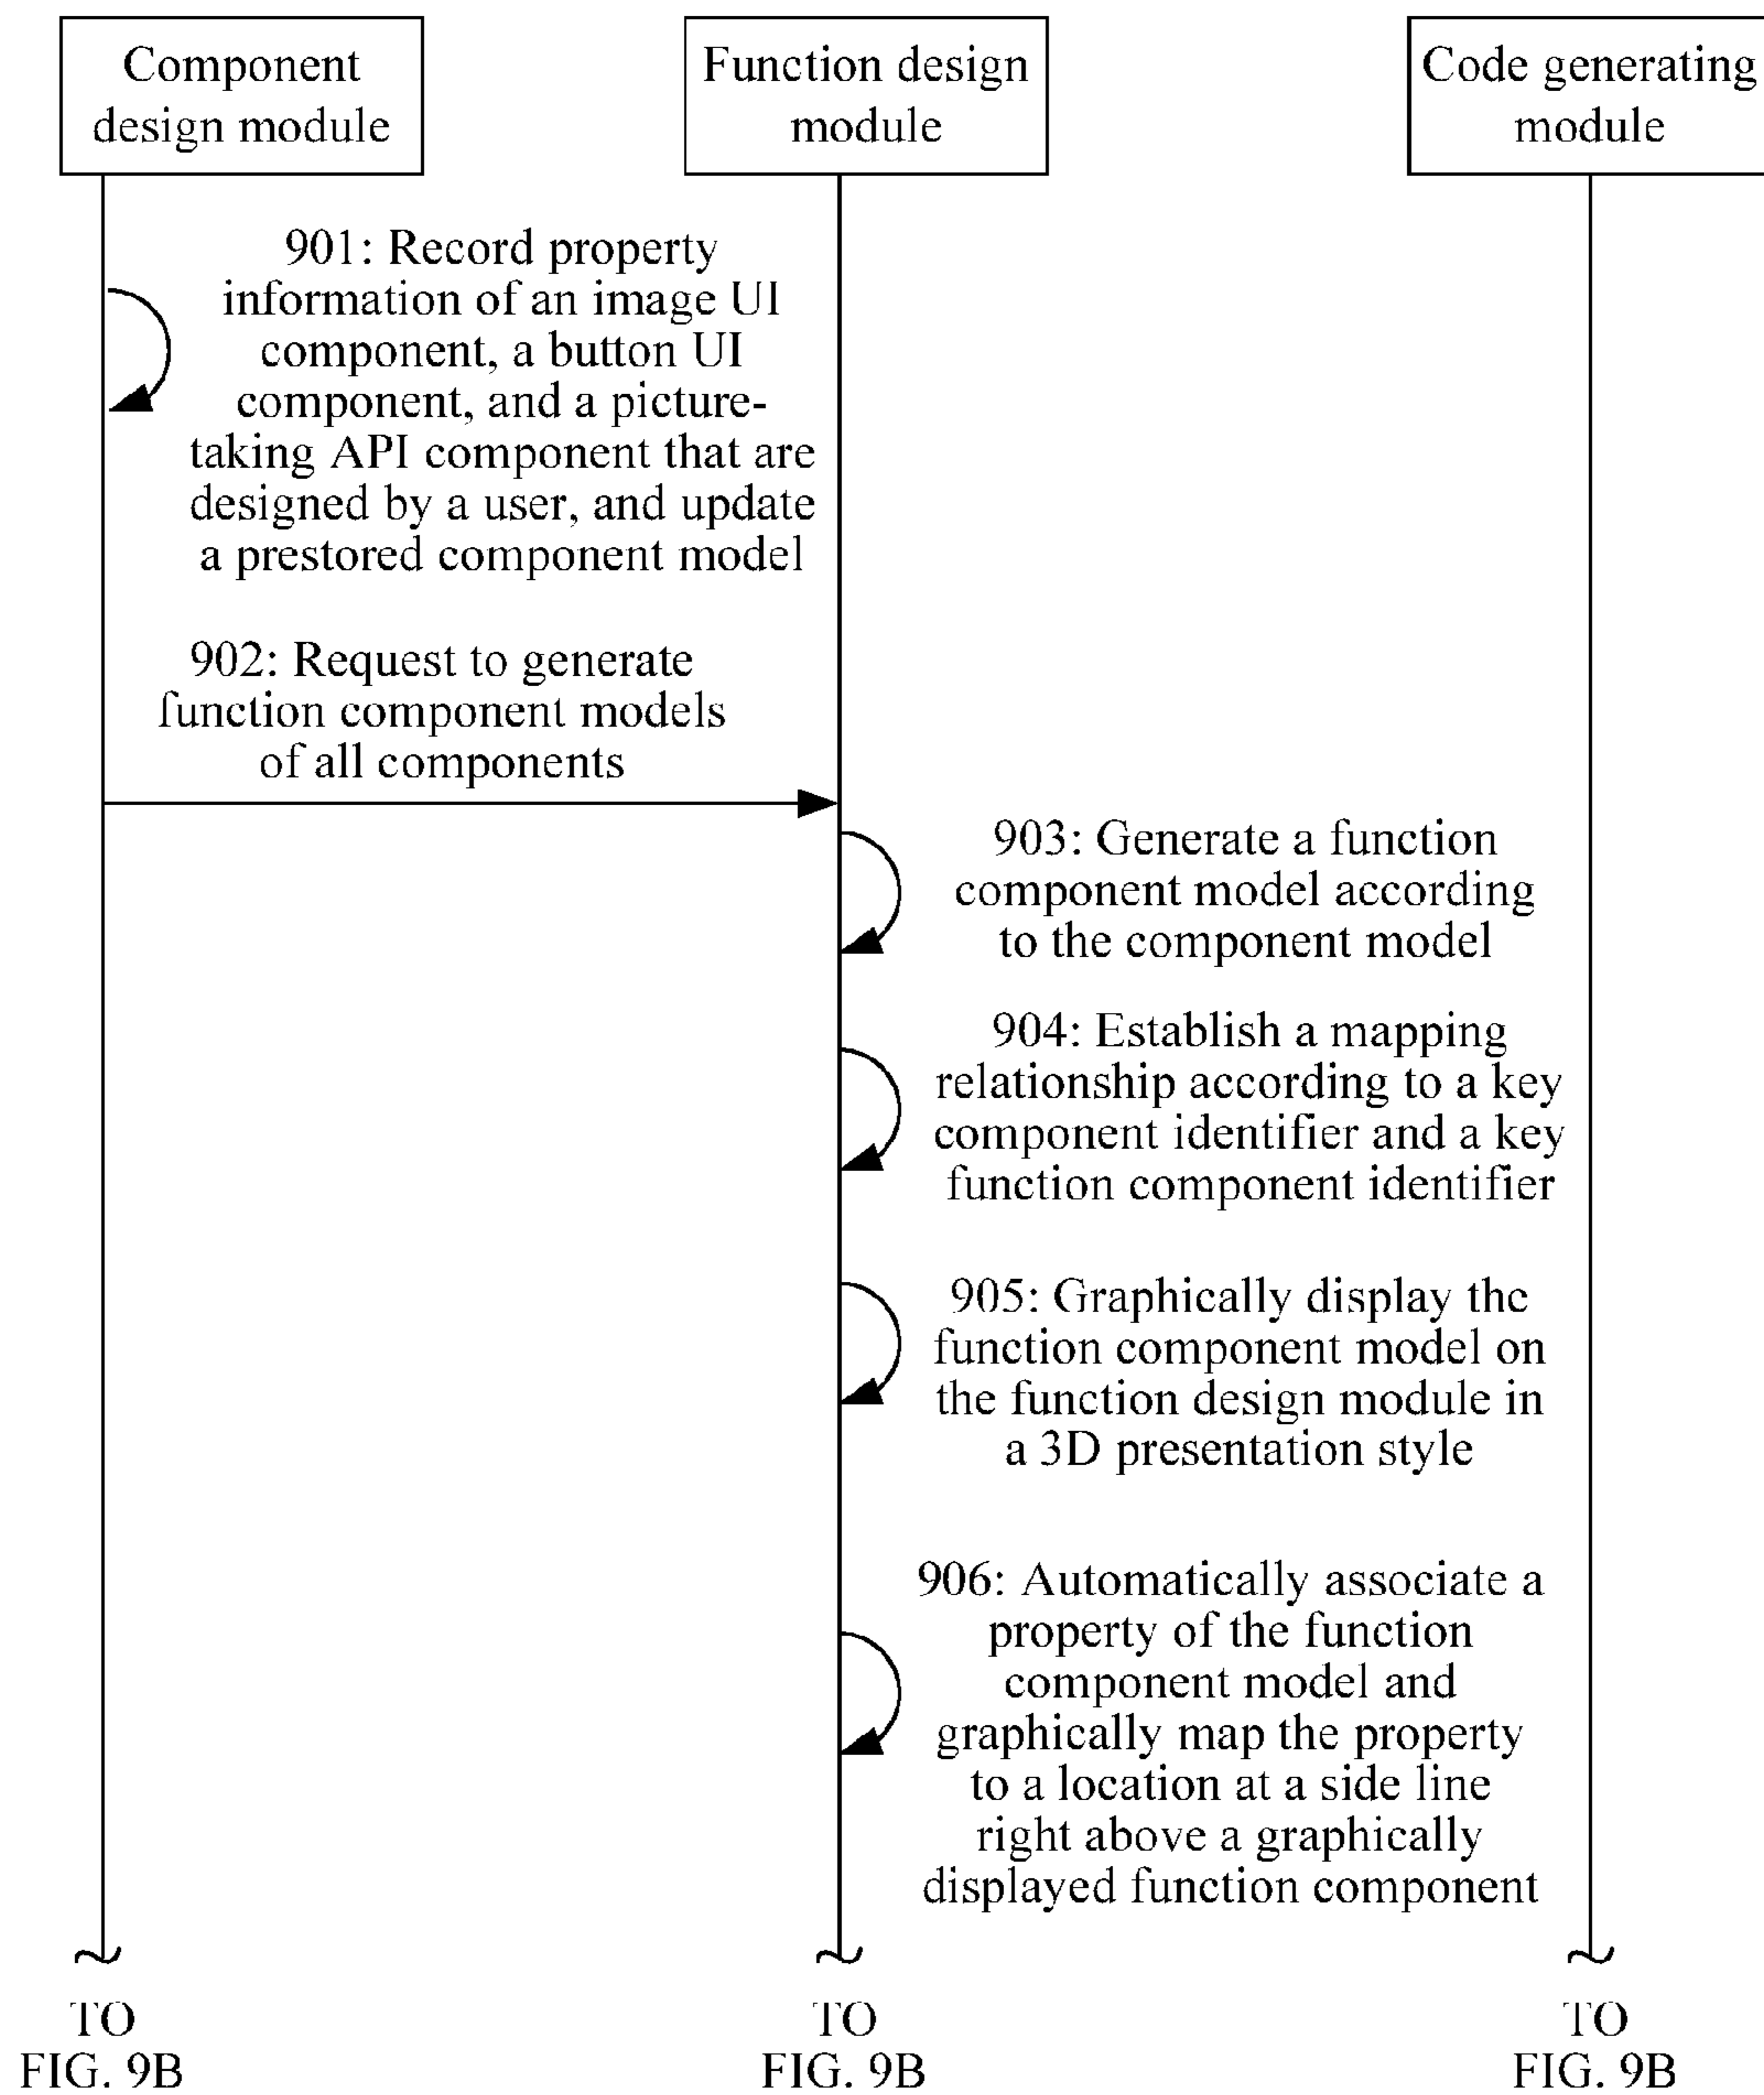 Component
design module
Function design
module
Code generating
module
901: Record property
information of an image UI
component, a button UI
component, and a picture-
taking API component that are
designed by a user, and update
a prestored component model
902: Request to generate
function component models
of all components
903: Generate a function
component model according
to the component model
904: Establish a mapping
relationship according to a key
component identifier and a key
function component identifier
905: Graphically display the
function component model on
the function design module in
a 3D presentation style
906: Automatically associate a
property of the function
component model and
graphically map the property
to a location at a side line
right above a graphically
displayed function component
TO
FIG. 9B
TO
FIG. 9B
TO
FIG. 9B